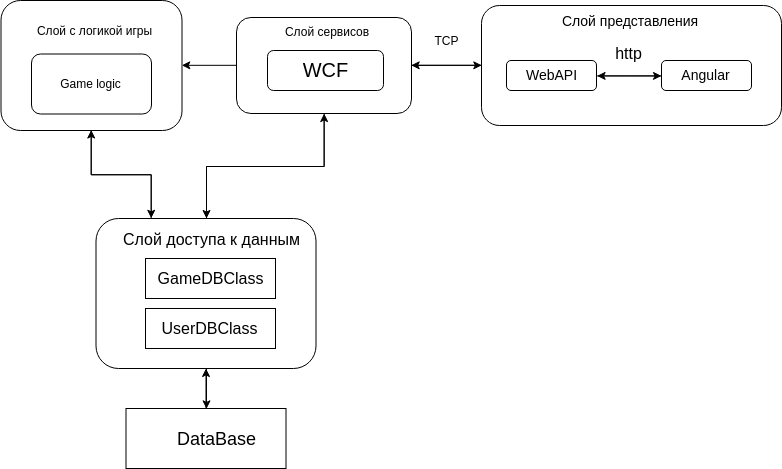 Слой с логикой игры
Game logic
Слой сервисов
WCF
TCP
Слой представления
http
WebAPI
Angular
Слой доступа к данным
GameDBClass
UserDBClass
DataBase